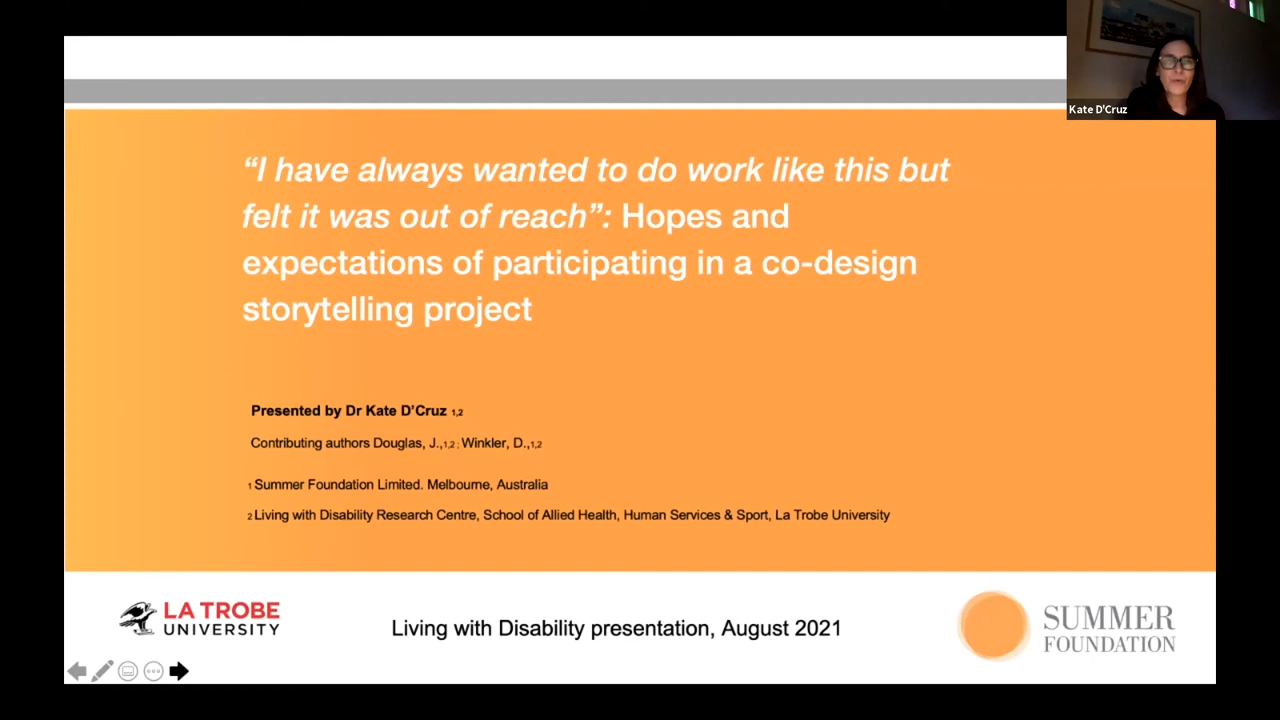 Kate D'Cruz
“I have always wanted to do work like this but
felt it was out of reach”: Hopes and
expectations of participating in a co-design
storytelling project
Presented by Dr Kate D'Cruz 1,2
Contributing authors Douglas, J.,1,2 ; Winkler, D.,1,2
1 Summer Foundation Limited. Melbourne, Australia
2 Living with Disability Research Centre, School of Allied Health, Human Services & Sport, La Trobe University
LA TROBE
UNIVERSITY
Living with Disability presentation, August 2021
SUMMER
FOUNDATION